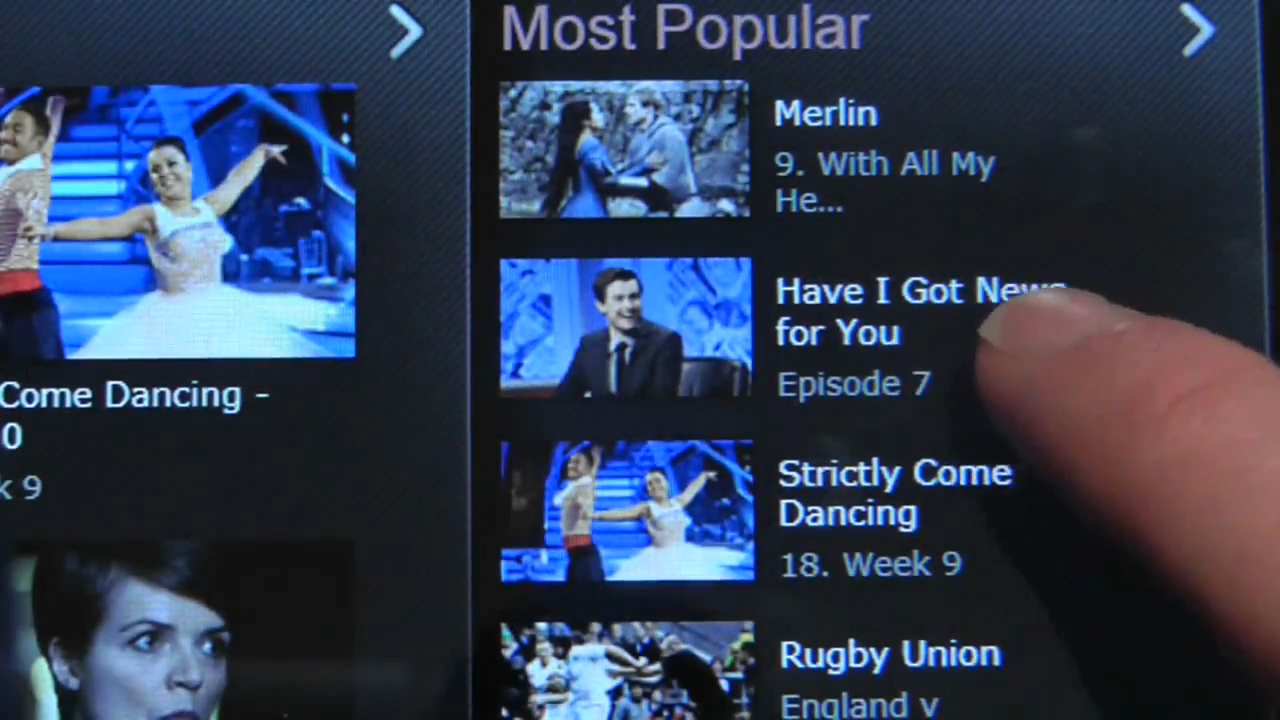 Most Popular
Merlin
9. With All My
He...
Have I Got News
for You
Episode 7
Come Dancing -
0
k 9
Strictly Come
Dancing
18. Week 9
Rugby Union
England v